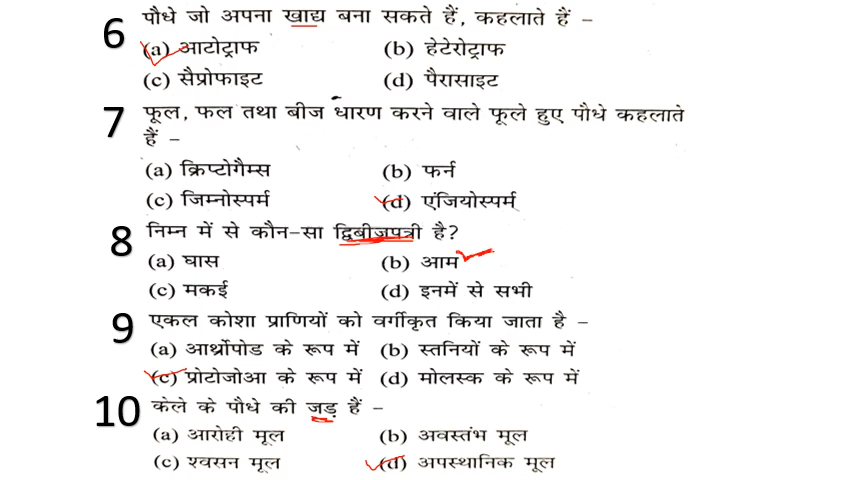 6 पौधे जो अपना खाद्य बना सकते हैं, कहलाते हैं –
(a) आटोट्राफ (b) हेटेरोट्राफ
(c) सैप्रोफाइट (d) पैरासाइट
7 फूल, फल तथा बीज धारण करने वाले फूले हुए पौधे कहलाते
हैं –
(a) क्रिप्टोगैम्स (b) फर्न
(c) जिम्नोस्पर्म (d) एंजियोस्पर्म
8 निम्न में से कौन-सा द्विबीजपत्री है?
(a) घास (b) आम
(c) मकई (d) इनमें से सभी
9 एकल कोशा प्राणियों को वर्गीकृत किया जाता है –
(a) आर्थ्रोपोड के रूप में (b) स्तनियों के रूप में
(c) प्रोटोजोआ के रूप में (d) मोलस्क के रूप में
10 केले के पौधे की जड़ हैं –
(a) आरोही मूल (b) अवस्तंभ मूल
(c) श्वसन मूल (d) अपस्थानिक मूल